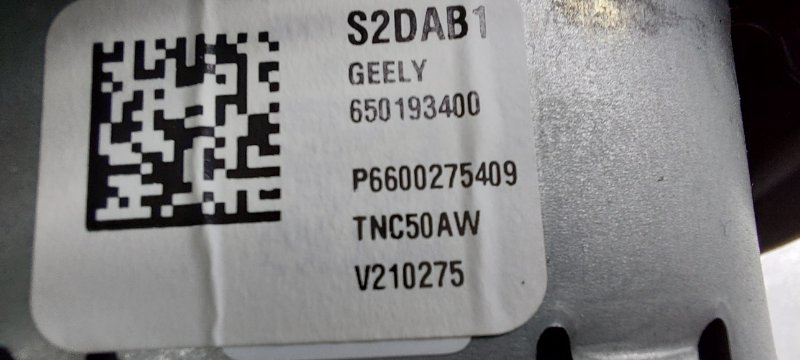 S2DAB1
GEELY
650193400
P6600275409
TNC50AW
V210275